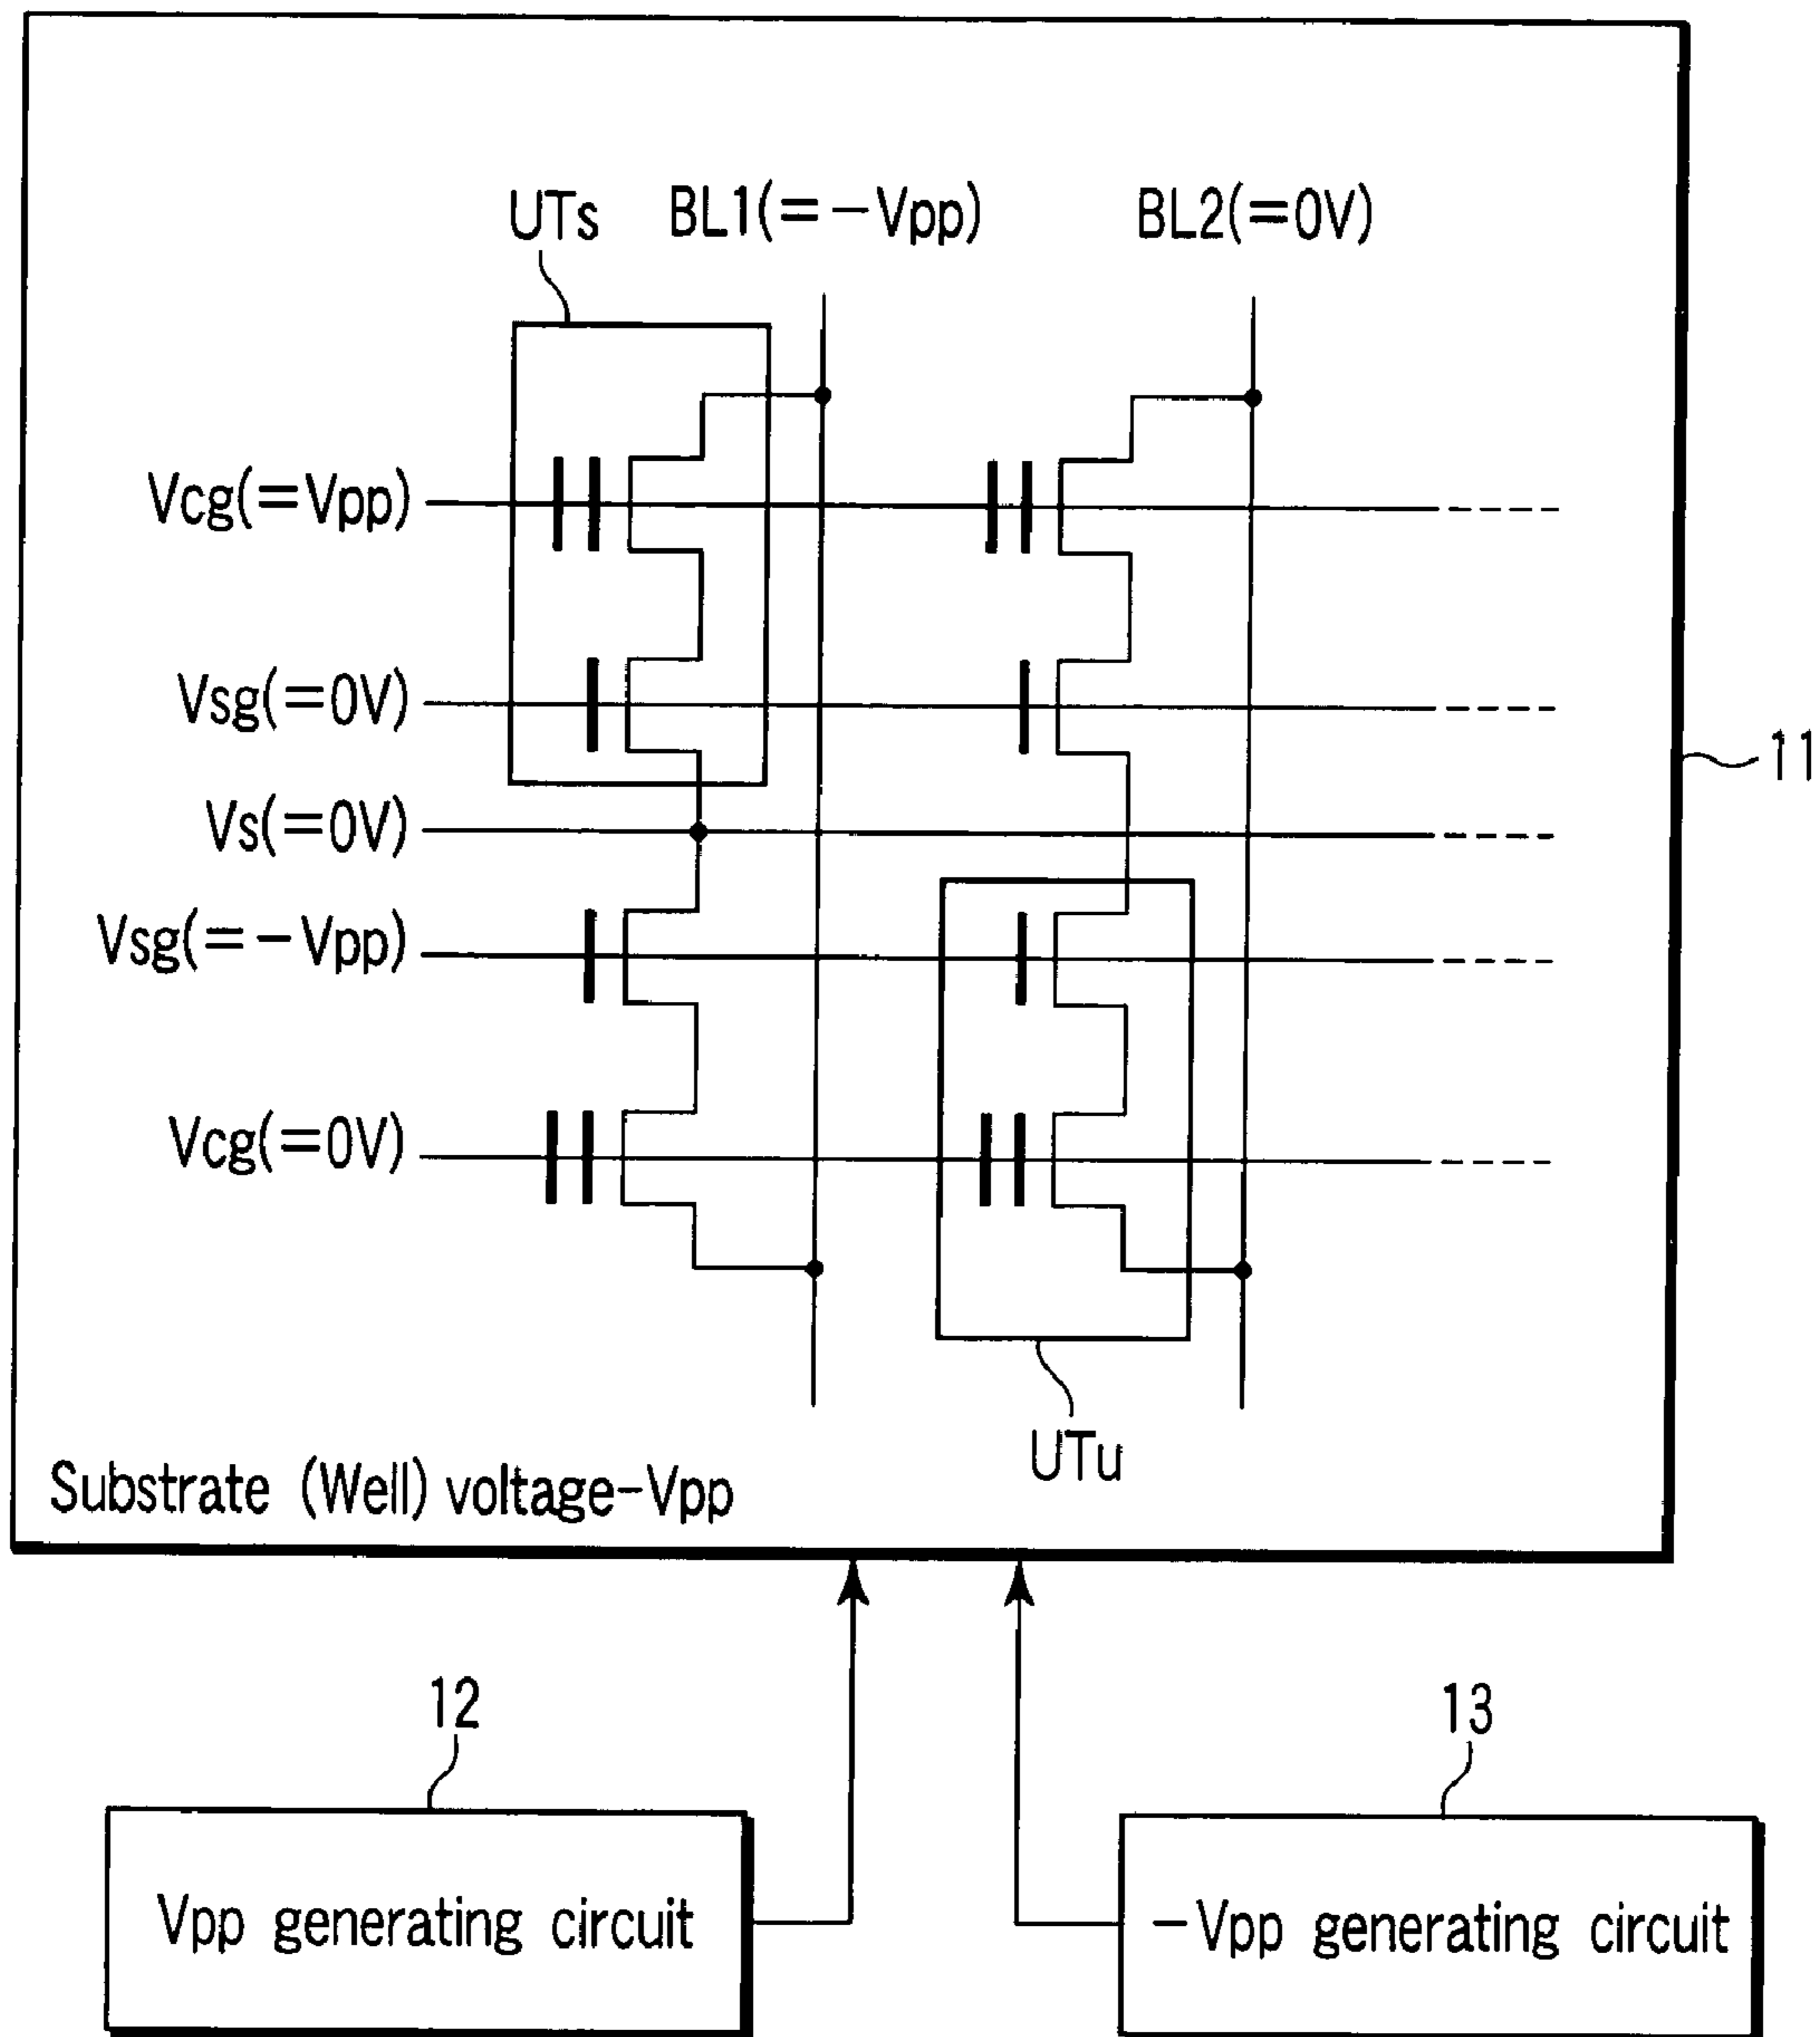 UTs
BL1(=-Vpp)
BL2(=0V)
Vcg(=Vpp)
Vsg(=0V)
11
Vs(=0V)
Vsg(=-Vpp)
Vcg(=0V)
UTu
Substrate (Well) voltage-Vpp
12
13
Vpp generating circuit
-Vpp generating circuit